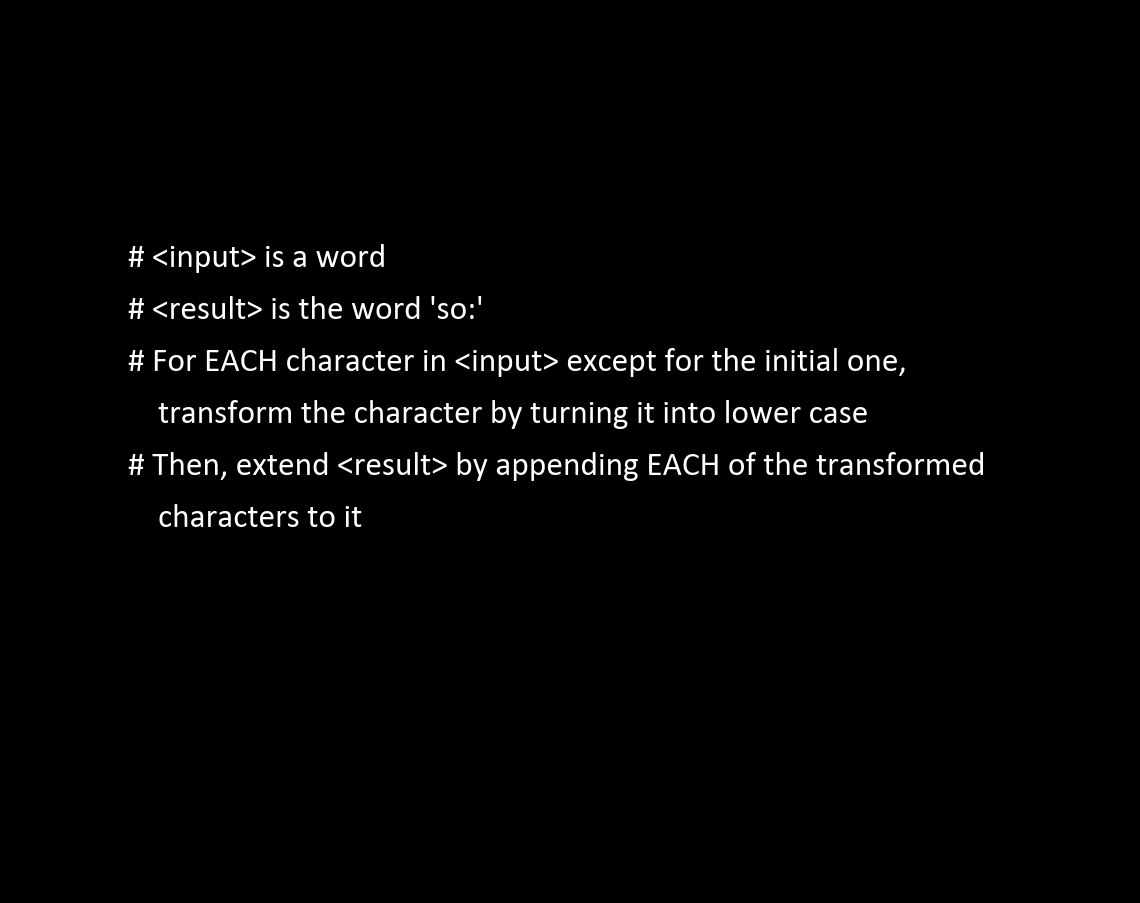 # <input> is a word
# <result> is the word 'so:'
# For EACH character in <input> except for the initial one,
transform the character by turning it into lower case
# Then, extend <result> by appending EACH of the transformed
characters to it